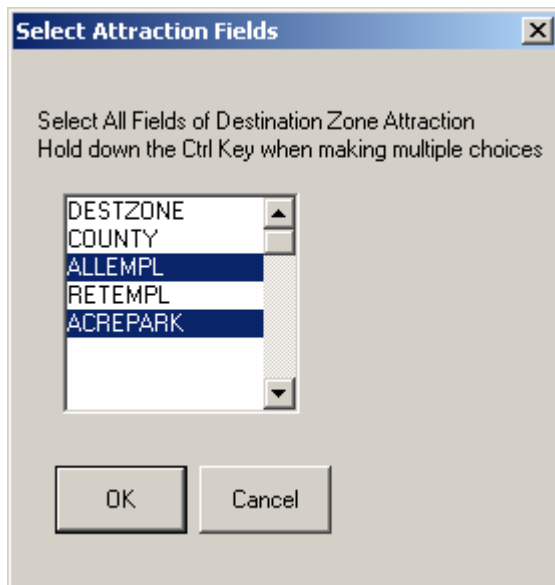 Select Attraction Fields
Select All Fields of Destination Zone Attraction
Hold down the Ctrl Key when making multiple choices
DESTZONE
COUNTY
ALLEMPL
RETEMPL
ACREPARK
OK
Cancel